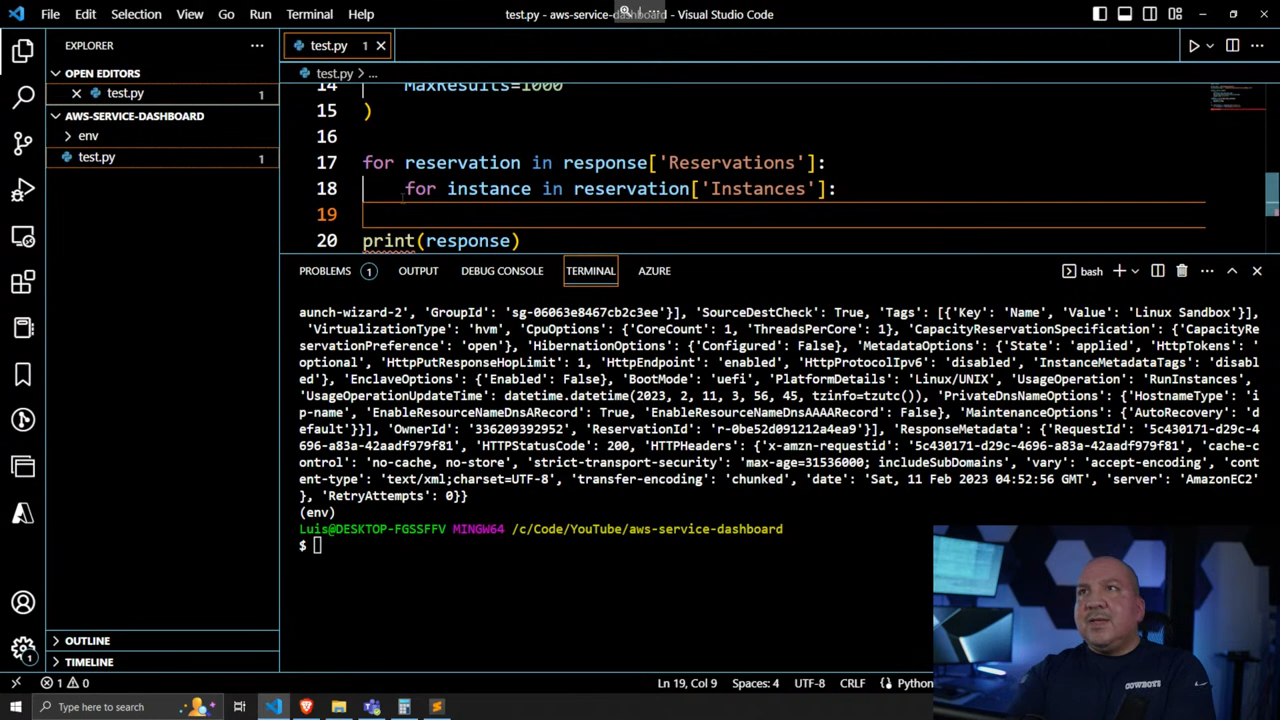 File Edit Selection View Go Run Terminal Help
test.py - aws-service-dashboard - Visual Studio Code
EXPLORER
OPEN EDITORS
test.py 1
AWS-SERVICE-DASHBOARD
env
test.py 1
OUTLINE
TIMELINE
test.py 1
test.py > ...
14 MaxResults=1000
15 )
16
17 for reservation in response['Reservations']:
18 for instance in reservation['Instances']:
19
20 print(response)
PROBLEMS 1 OUTPUT DEBUG CONSOLE TERMINAL AZURE
bash
aunch-wizard-2', 'GroupId': 'sg-06063e8467cb2c3ee'}], 'SourceDestCheck': True, 'Tags': [{'Key': 'Name', 'Value': 'Linux Sandbox'}],
'VirtualizationType': 'hvm', 'CpuOptions': {'CoreCount': 1, 'ThreadsPerCore': 1}, 'CapacityReservationSpecification': {'CapacityRe
servationPreference': 'open'}, 'HibernationOptions': {'Configured': False}, 'MetadataOptions': {'State': 'applied', 'HttpTokens': '
optional', 'HttpPutResponseHopLimit': 1, 'HttpEndpoint': 'enabled', 'HttpProtocolIpv6': 'disabled', 'InstanceMetadataTags': 'disabl
ed'}, 'EnclaveOptions': {'Enabled': False}, 'BootMode': 'uefi', 'PlatformDetails': 'Linux/UNIX', 'UsageOperation': 'RunInstances',
'UsageOperationUpdateTime': datetime.datetime(2023, 2, 11, 3, 56, 45, tzinfo=tzutc()), 'PrivateDnsNameOptions': {'HostnameType': 'i
p-name', 'EnableResourceNameDnsARecord': True, 'EnableResourceNameDnsAAAARecord': False}, 'MaintenanceOptions': {'AutoRecovery': 'd
efault'}}], 'OwnerId': '336209392952', 'ReservationId': 'r-0be52d091212a4ea9'}], 'ResponseMetadata': {'RequestId': '5c430171-d29c-4
696-a83a-42aadf979f81', 'HTTPStatusCode': 200, 'HTTPHeaders': {'x-amzn-requestid': '5c430171-d29c-4696-a83a-42aadf979f81', 'cache-c
ontrol': 'no-cache, no-store', 'strict-transport-security': 'max-age=31536000; includeSubDomains', 'vary': 'accept-encoding', 'cont
ent-type': 'text/xml;charset=UTF-8', 'transfer-encoding': 'chunked', 'date': 'Sat, 11 Feb 2023 04:52:56 GMT', 'server': 'AmazonEC2'
}, 'RetryAttempts': 0}}
(env)
Luis@DESKTOP-FGSSFFV MINGW64 /c/Code/YouTube/aws-service-dashboard
$
COWBOYS
1 0
Ln 19, Col 9 Spaces: 4 UTF-8 CRLF Python
Type here to search